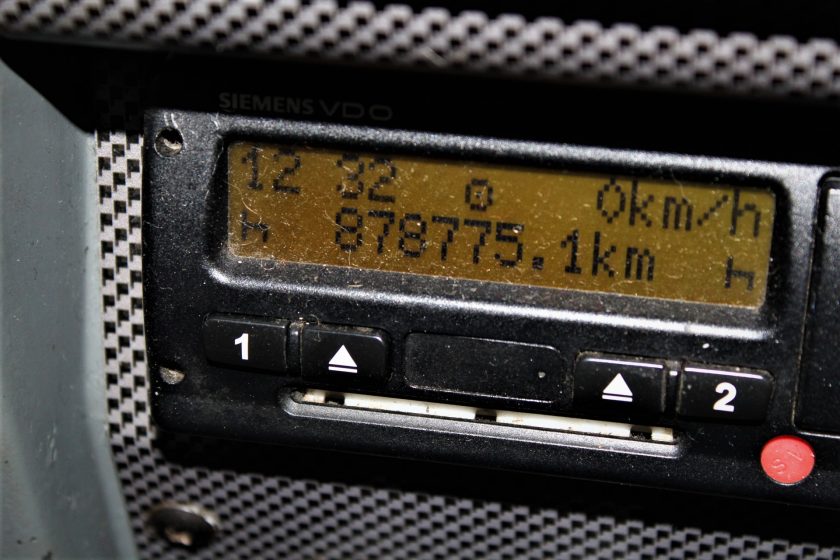 SIEMENS VDO
12 32 0km/h
h 878775.1km h
1 2